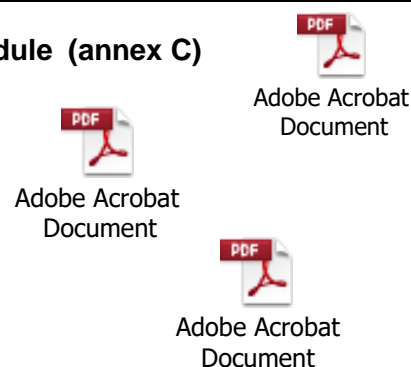 PDF
dule (annex C)
Adobe Acrobat
Document
PDF
Adobe Acrobat
Document
PDF
Adobe Acrobat
Document